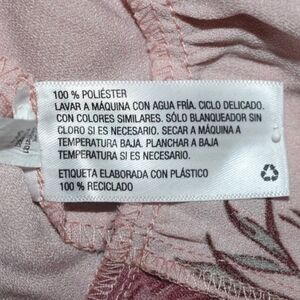 100 % POLIÉSTER
LAVAR A MÁQUINA CON AGUA FRÍA. CICLO DELICADO.
CON COLORES SIMILARES. SÓLO BLANQUEADOR SIN
CLORO SI ES NECESARIO. SECAR A MÁQUINA A
TEMPERATURA BAJA. PLANCHAR A BAJA
TEMPERATURA SI ES NECESARIO.
ETIQUETA ELABORADA CON PLÁSTICO
100 % RECICLADO